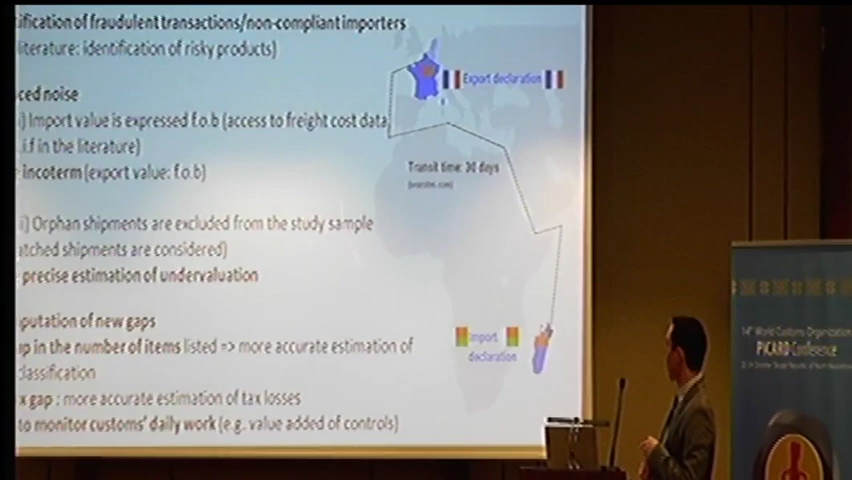 ification of fraudulent transactions/non-compliant importers
literature: identification of risky products)
ced noise
i) Import value is expressed f.o.b (access to freight cost data,
.i.f in the literature)
incoterm (export value: f.o.b)
i) Orphan shipments are excluded from the study sample
atched shipments are considered)
precise estimation of undervaluation
putation of new gaps
up in the number of items listed => more accurate estimation of
classification
x gap : more accurate estimation of tax losses
to monitor customs' daily work (e.g. value added of controls)
Export declaration
Transit time: 30 days
Import
declaration
14th World Customs Organization
PICARD Conference